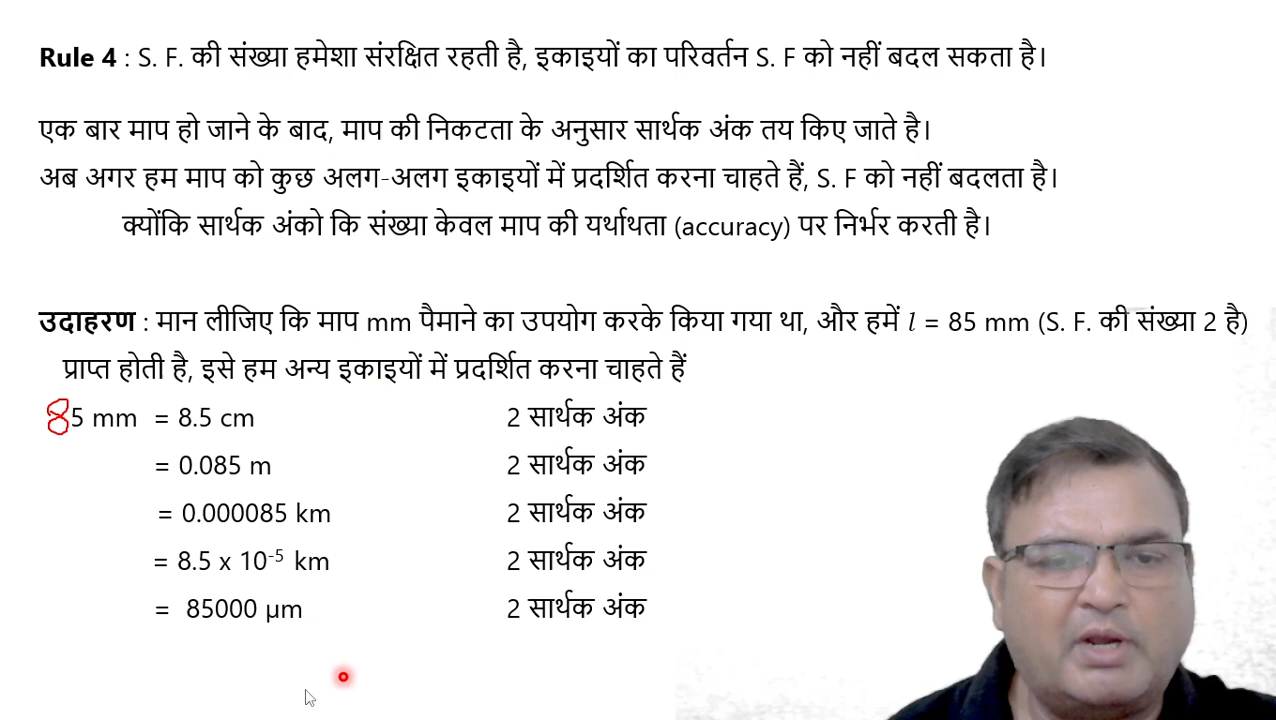 Rule 4 : S. F. की संख्या हमेशा संरक्षित रहती है, इकाइयों का परिवर्तन S. F को नहीं बदल सकता है।
एक बार माप हो जाने के बाद, माप की निकटता के अनुसार सार्थक अंक तय किए जाते है।
अब अगर हम माप को कुछ अलग-अलग इकाइयों में प्रदर्शित करना चाहते हैं, S. F को नहीं बदलता है।
क्योंकि सार्थक अंको कि संख्या केवल माप की यर्थाथता (accuracy) पर निर्भर करती है।
उदाहरण : मान लीजिए कि माप mm पैमाने का उपयोग करके किया गया था, और हमें l = 85 mm (S. F. की संख्या 2 है)
प्राप्त होती है, इसे हम अन्य इकाइयों में प्रदर्शित करना चाहते हैं
85 mm = 8.5 cm 2 सार्थक अंक
= 0.085 m 2 सार्थक अंक
= 0.000085 km 2 सार्थक अंक
= 8.5 x 10⁻⁵ km 2 सार्थक अंक
= 85000 µm 2 सार्थक अंक